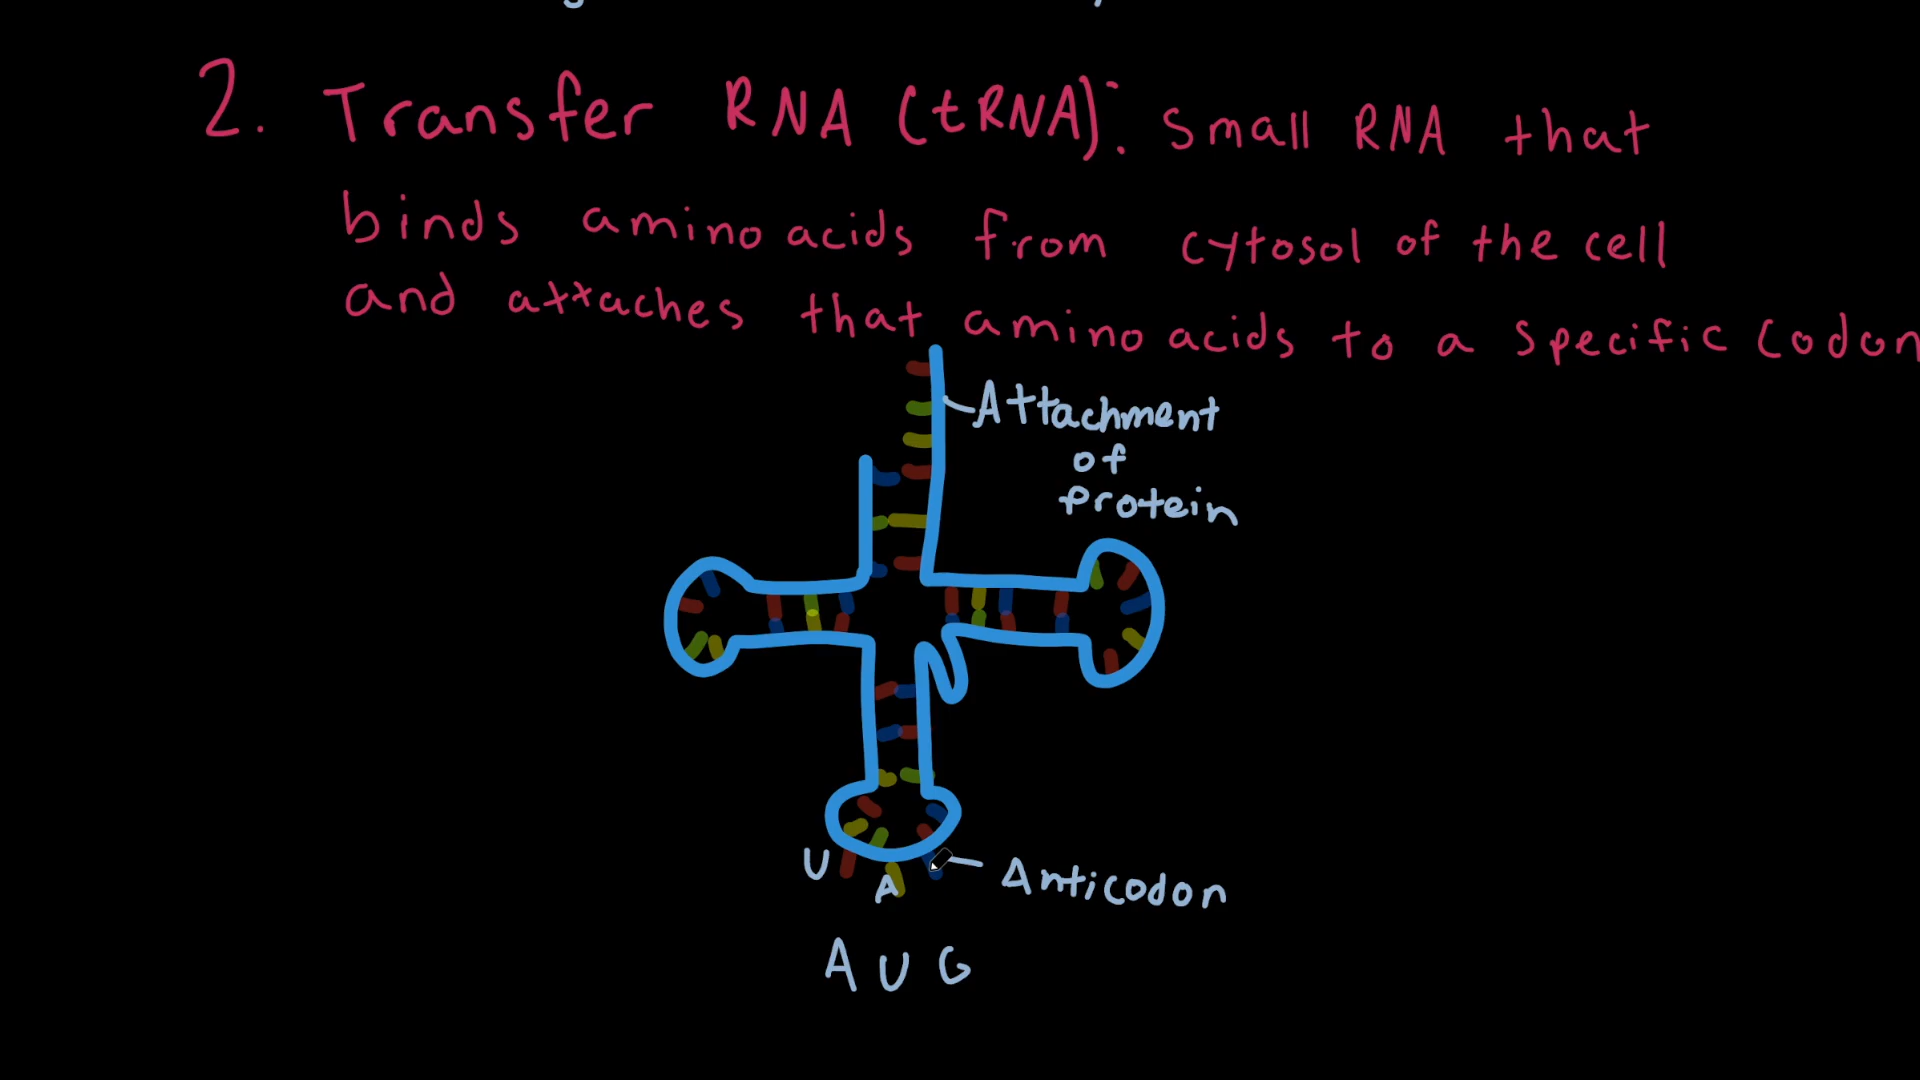 2. Transfer RNA (tRNA): Small RNA that
binds amino acids from cytosol of the cell
and attaches that amino acids to a specific codon
Attachment
of
protein
U
A
Anticodon
A U G